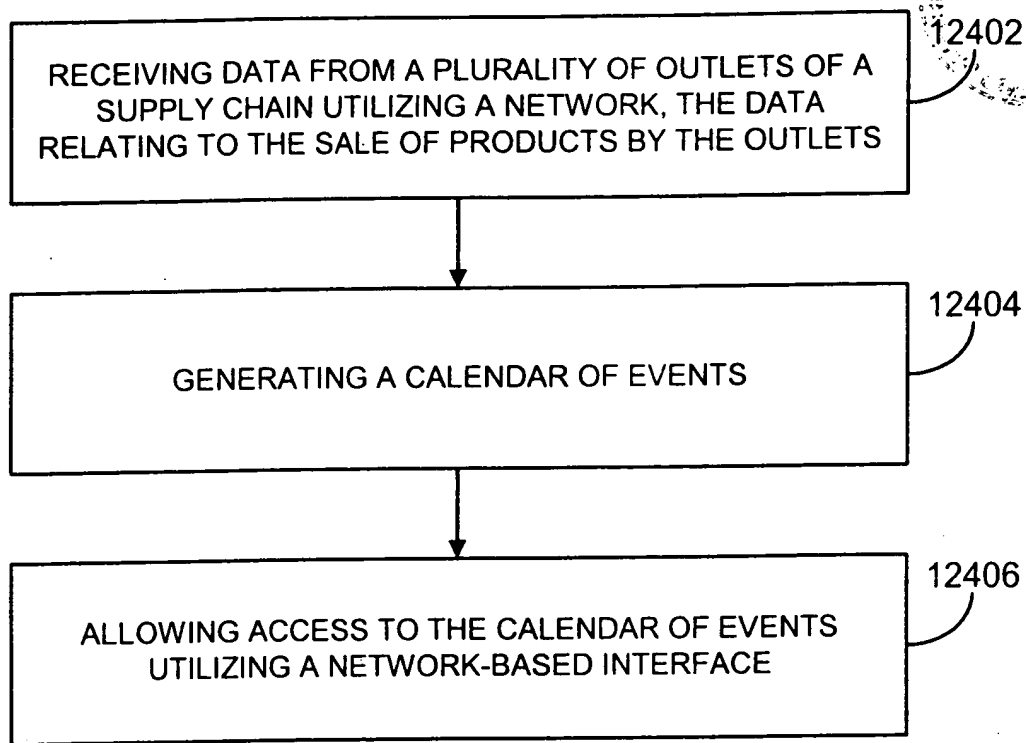 12402
RECEIVING DATA FROM A PLURALITY OF OUTLETS OF A
SUPPLY CHAIN UTILIZING A NETWORK, THE DATA
RELATING TO THE SALE OF PRODUCTS BY THE OUTLETS
12404
GENERATING A CALENDAR OF EVENTS
12406
ALLOWING ACCESS TO THE CALENDAR OF EVENTS
UTILIZING A NETWORK-BASED INTERFACE